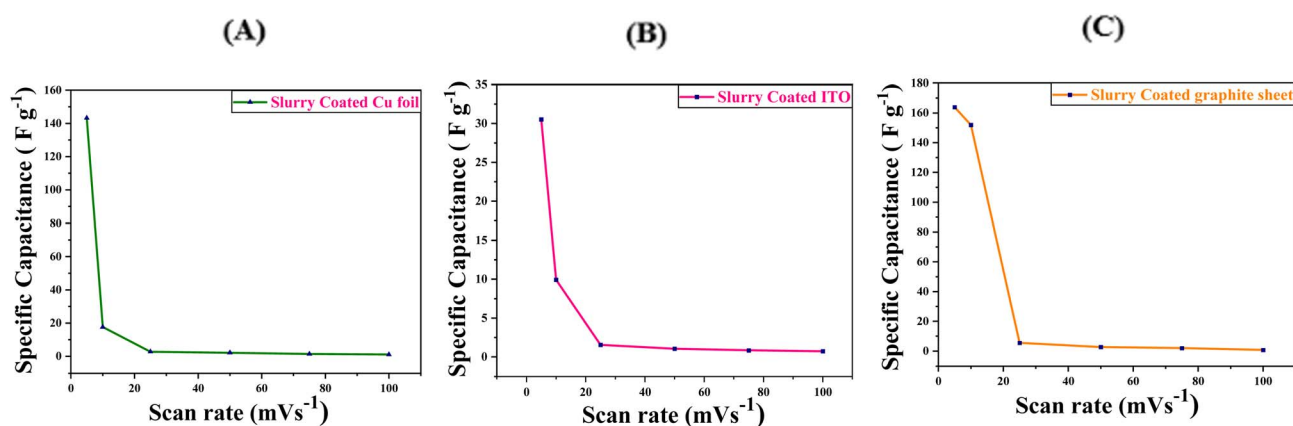 (A)
(B)
(C)
Slurry Coated Cu foil
Specific Capacitance ( F g-1)
160
140
120
100
80
60
40
20
0
0 20 40 60 80 100
Scan rate (mVs-1)
Slurry Coated ITO
Specific Capacitance ( F g-1)
35
30
25
20
15
10
5
0
0 20 40 60 80 100
Scan rate (mVs-1)
Slurry Coated graphite sheet
Specific Capacitance ( F g-1)
180
160
140
120
100
80
60
40
20
0
0 20 40 60 80 100
Scan rate (mVs-1)